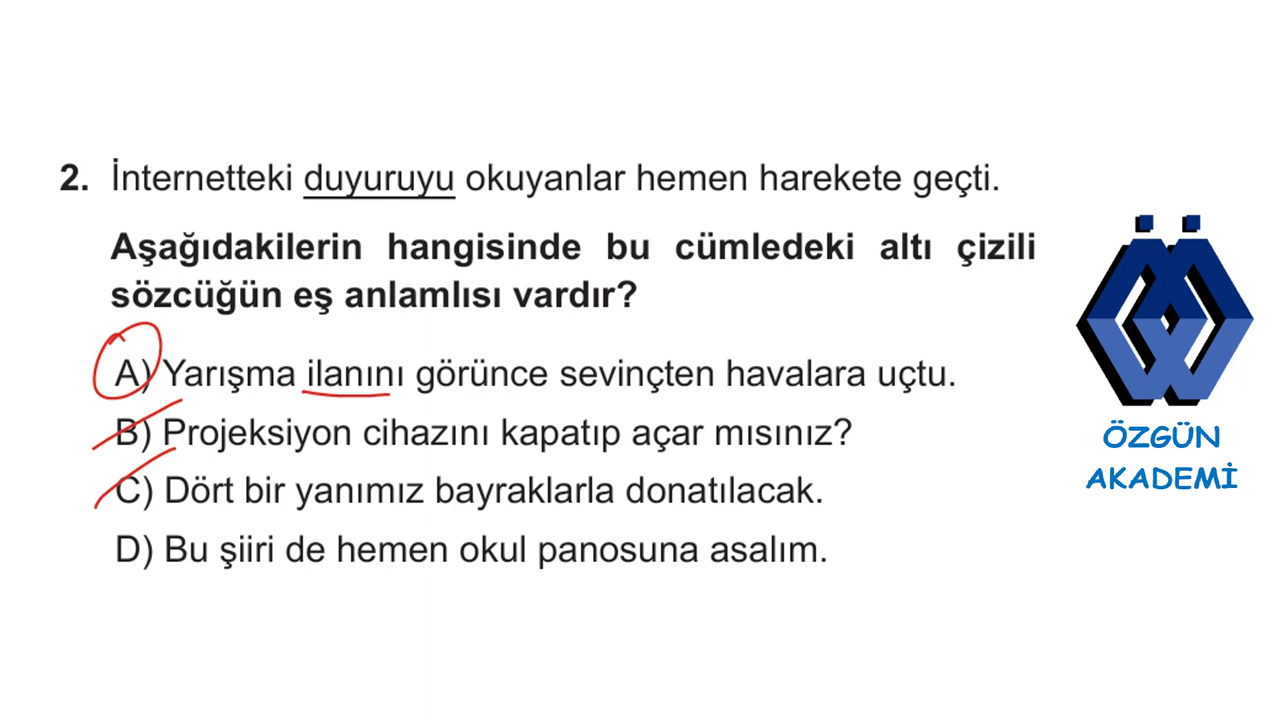 2. İnternetteki duyuruyu okuyanlar hemen harekete geçti.
Aşağıdakilerin hangisinde bu cümledeki altı çizili
sözcüğün eş anlamlısı vardır?
A) Yarışma ilanını görünce sevinçten havalara uçtu.
B) Projeksiyon cihazını kapatıp açar mısınız?
C) Dört bir yanımız bayraklarla donatılacak.
D) Bu şiiri de hemen okul panosuna asalım.
ÖZGÜN
AKADEMİ